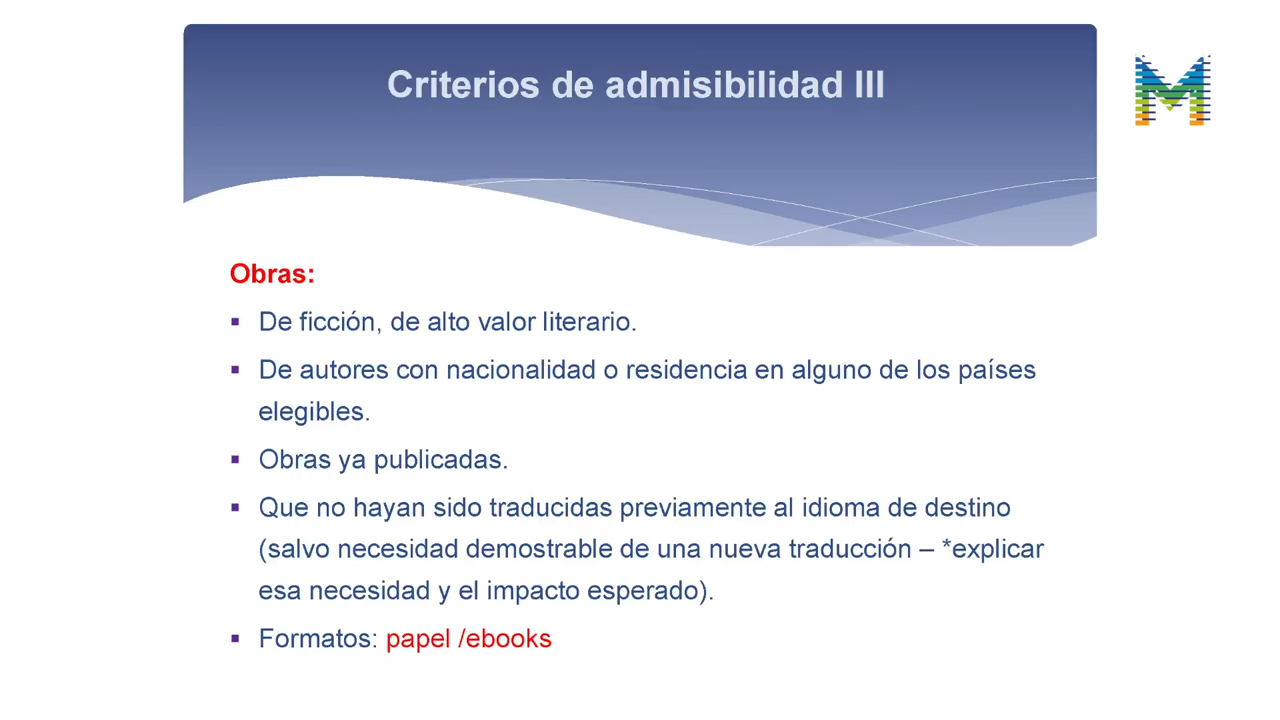 Criterios de admisibilidad III
Obras:
▪ De ficción, de alto valor literario.
▪ De autores con nacionalidad o residencia en alguno de los países
elegibles.
▪ Obras ya publicadas.
▪ Que no hayan sido traducidas previamente al idioma de destino
(salvo necesidad demostrable de una nueva traducción – *explicar
esa necesidad y el impacto esperado).
▪ Formatos: papel /ebooks